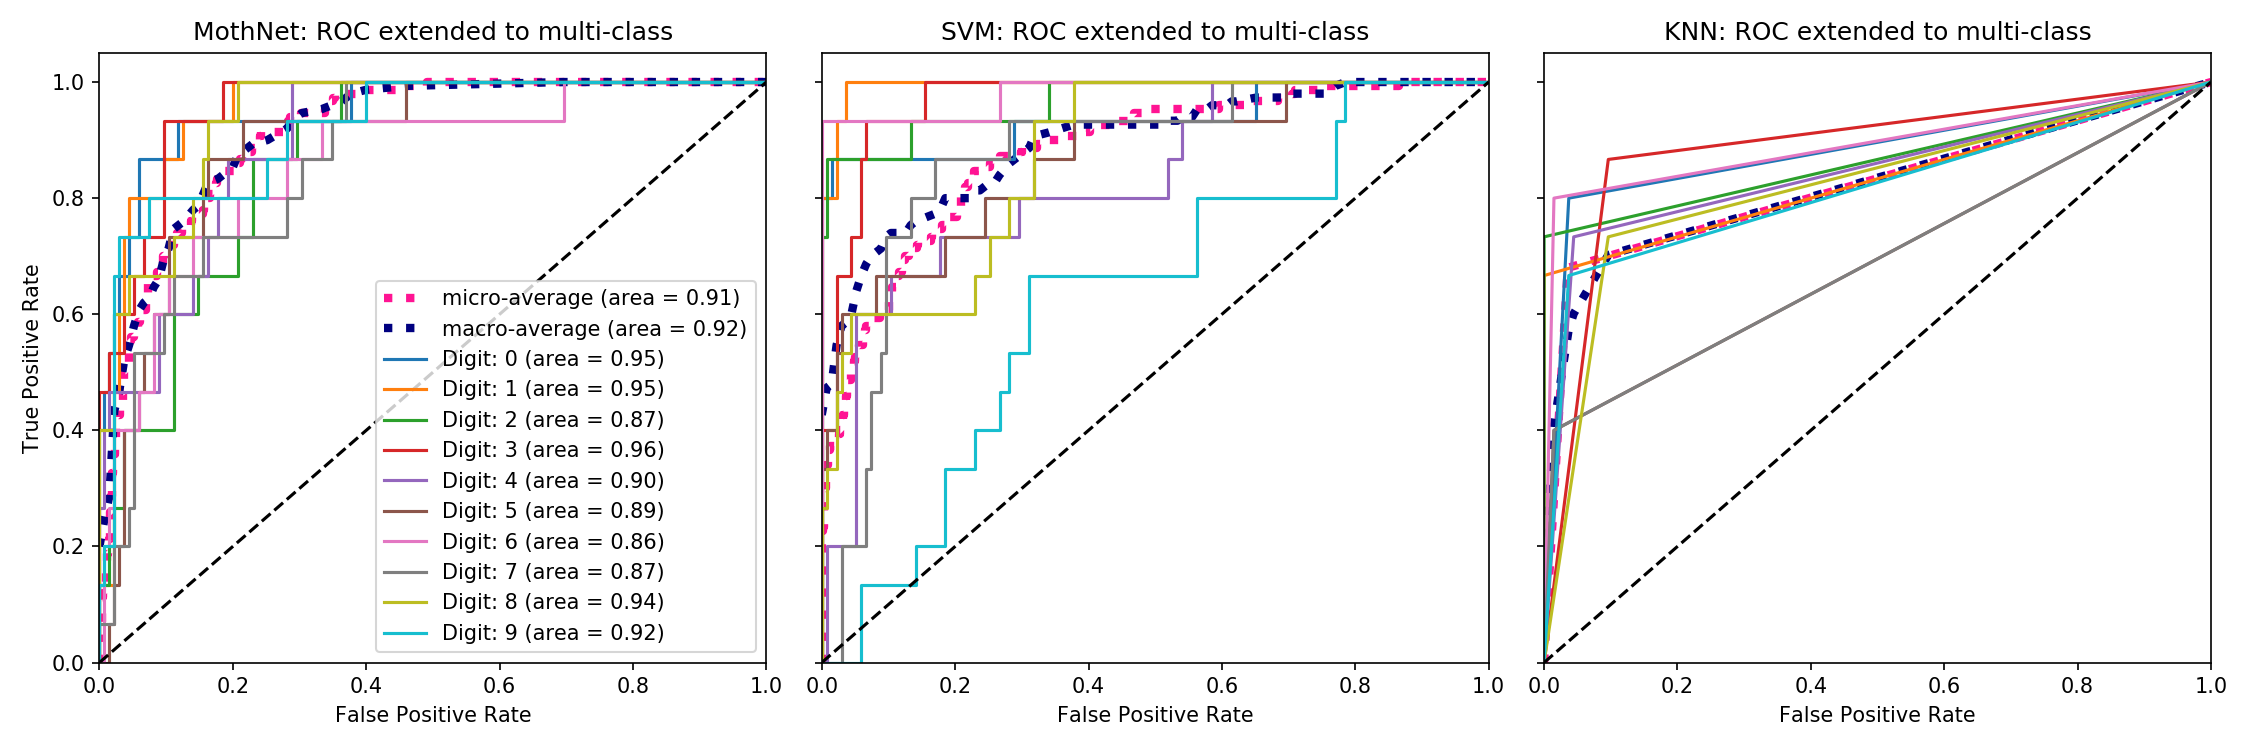 MothNet: ROC extended to multi-class
True Positive Rate
1.0
0.8
0.6
0.4
0.2
0.0
micro-average (area = 0.91)
macro-average (area = 0.92)
Digit: 0 (area = 0.95)
Digit: 1 (area = 0.95)
Digit: 2 (area = 0.87)
Digit: 3 (area = 0.96)
Digit: 4 (area = 0.90)
Digit: 5 (area = 0.89)
Digit: 6 (area = 0.86)
Digit: 7 (area = 0.87)
Digit: 8 (area = 0.94)
Digit: 9 (area = 0.92)
0.0 0.2 0.4 0.6 0.8 1.0
False Positive Rate
SVM: ROC extended to multi-class
0.0 0.2 0.4 0.6 0.8 1.0
False Positive Rate
KNN: ROC extended to multi-class
0.0 0.2 0.4 0.6 0.8 1.0
False Positive Rate